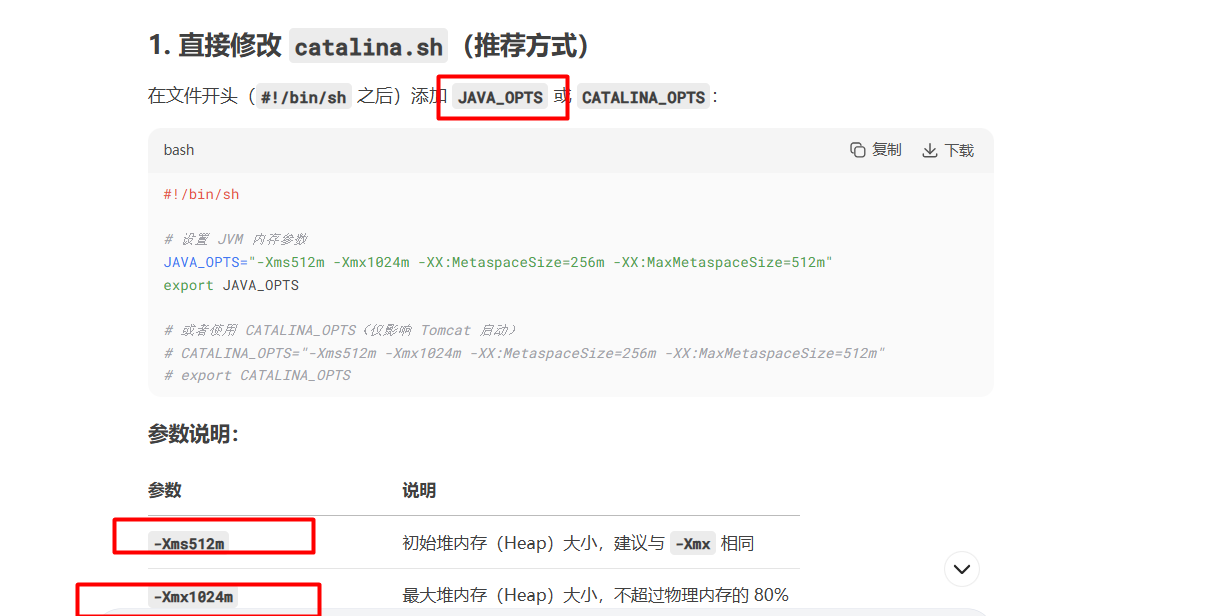 1. 直接修改 catalina.sh (推荐方式)
在文件开头（#!/bin/sh 之后）添加 JAVA_OPTS 或 CATALINA_OPTS：
bash 复制 下载
#!/bin/sh
# 设置 JVM 内存参数
JAVA_OPTS="-Xms512m -Xmx1024m -XX:MetaspaceSize=256m -XX:MaxMetaspaceSize=512m"
export JAVA_OPTS
# 或者使用 CATALINA_OPTS（仅影响 Tomcat 启动）
# CATALINA_OPTS="-Xms512m -Xmx1024m -XX:MetaspaceSize=256m -XX:MaxMetaspaceSize=512m"
# export CATALINA_OPTS
参数说明：
参数 说明
-Xms512m 初始堆内存（Heap）大小，建议与 -Xmx 相同
-Xmx1024m 最大堆内存（Heap）大小，不超过物理内存的 80%